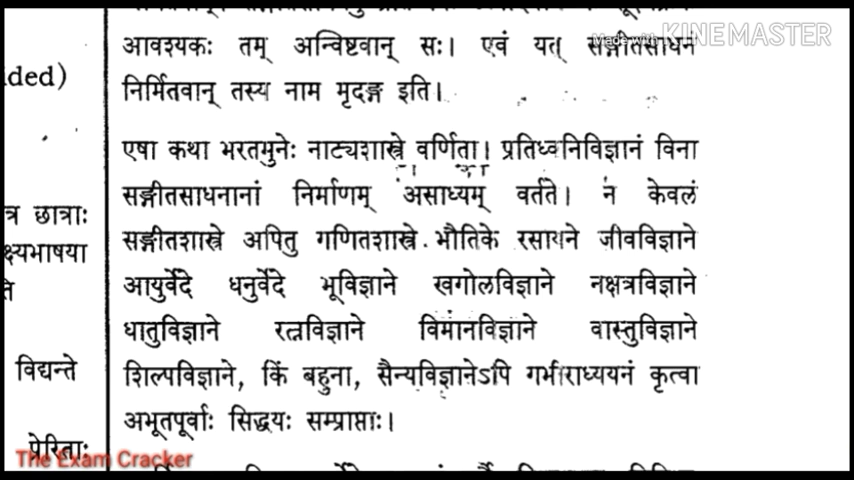 आवश्यकः तम् अन्विष्टवान् सः। एवं यत् सङ्गीतसाधनं
Made with KINEMASTER
ded)
निर्मितवान् तस्य नाम मृदङ्ग इति।
एषा कथा भरतमुनेः नाट्यशास्त्रे वर्णिता। प्रतिध्वनिविज्ञानं विना
सङ्गीतसाधनानां निर्माणम् असाध्यम् वर्तते। न केवलं
त्र छात्राः
सङ्गीतशास्त्रे अपितु गणितशास्त्रे भौतिके रसायने जीवविज्ञाने
क्ष्यभाषया
आयुर्वेदे धनुर्वेदे भूविज्ञाने खगोलविज्ञाने नक्षत्रविज्ञाने
धातुविज्ञाने रत्नविज्ञाने विमानविज्ञाने वास्तुविज्ञाने
विद्यन्ते
शिल्पविज्ञाने, किं बहुना, सैन्यविज्ञानेऽपि गभीराध्ययनं कृत्वा
अभूतपूर्वाः सिद्धयः सम्प्राप्ताः।
प्रेरिताः
The Exam Cracker